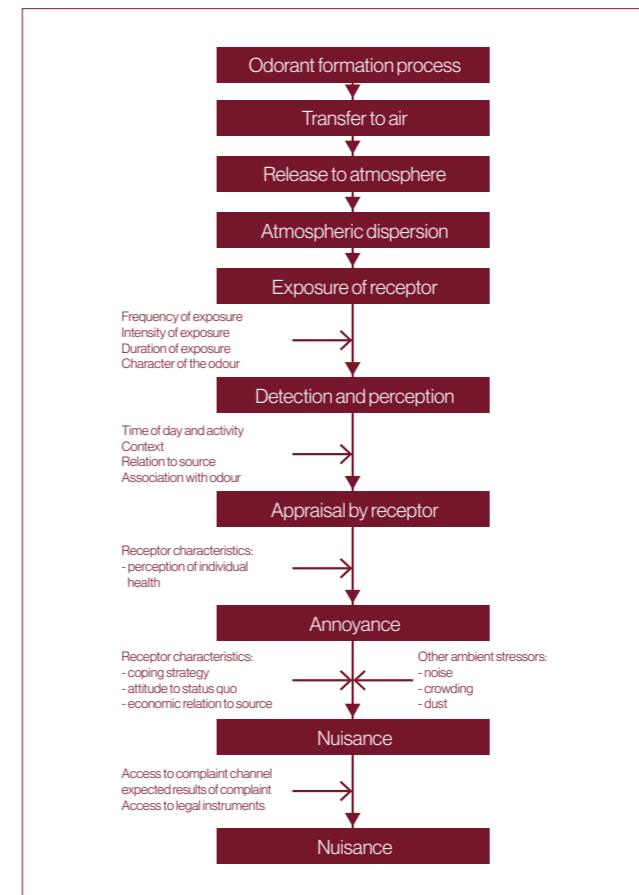 Odorant formation process
Transfer to air
Release to atmosphere
Atmospheric dispersion
Exposure of receptor
Frequency of exposure
Intensity of exposure
Duration of exposure
Character of the odour
Detection and perception
Time of day and activity
Context
Relation to source
Association with odour
Appraisal by receptor
Receptor characteristics:
- perception of individual
health
Annoyance
Receptor characteristics:
- coping strategy
- attitude to status quo
- economic relation to source
Other ambient stressors:
- noise
- crowding
- dust
Nuisance
Access to complaint channel
expected results of complaint
Access to legal instruments
Nuisance